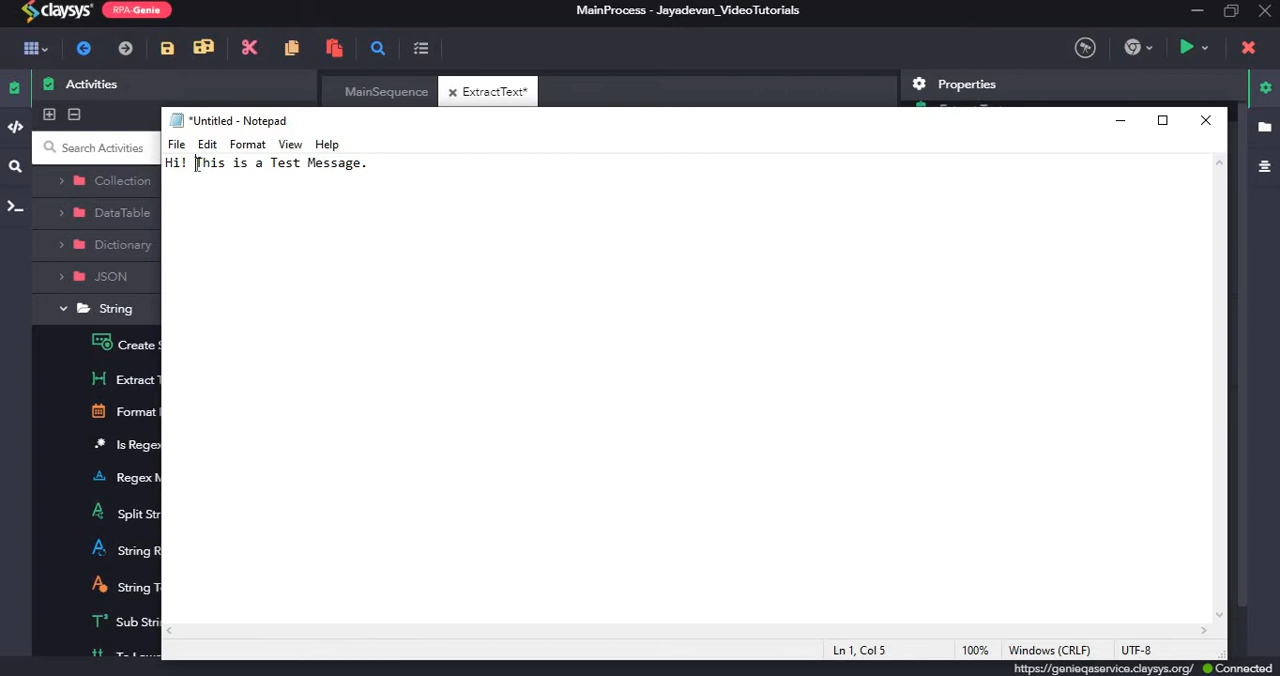 claysys
RPA-Genie
MainProcess - Jayadevan_VideoTutorials
Activities
MainSequence
ExtractText*
Properties
*Untitled - Notepad
File Edit Format View Help
Hi! This is a Test Message.
Search Activities
Collection
DataTable
Dictionary
JSON
String
Create S
Extract T
Format
Is Regex
Regex M
Split Str
String R
String T
Sub Stri
Ln 1, Col 5
100%
Windows (CRLF)
UTF-8
https://genieqaservice.claysys.org/
Connected